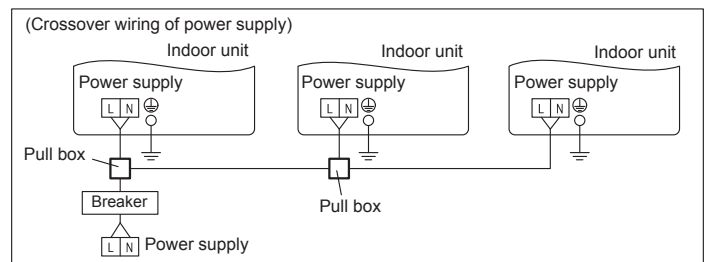 (Crossover wiring of power supply)
Indoor unit
Indoor unit
Indoor unit
Power supply
Power supply
Power supply
L N
L N
L N
Pull box
Pull box
Breaker
L N Power supply